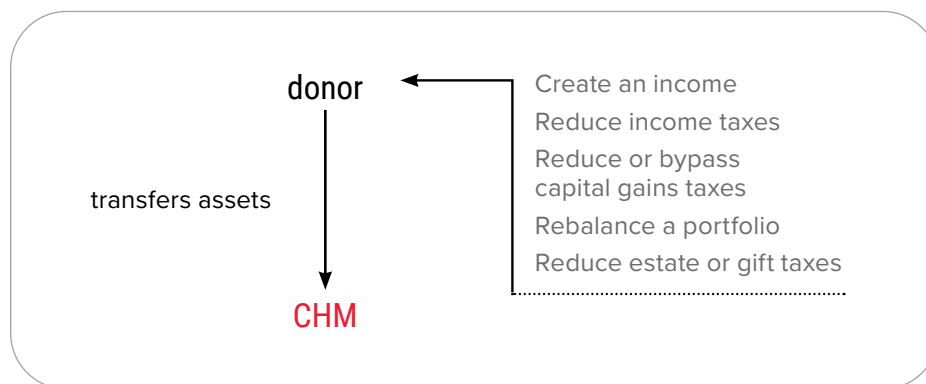 donor
transfers assets
CHM
Create an income
Reduce income taxes
Reduce or bypass
capital gains taxes
Rebalance a portfolio
Reduce estate or gift taxes